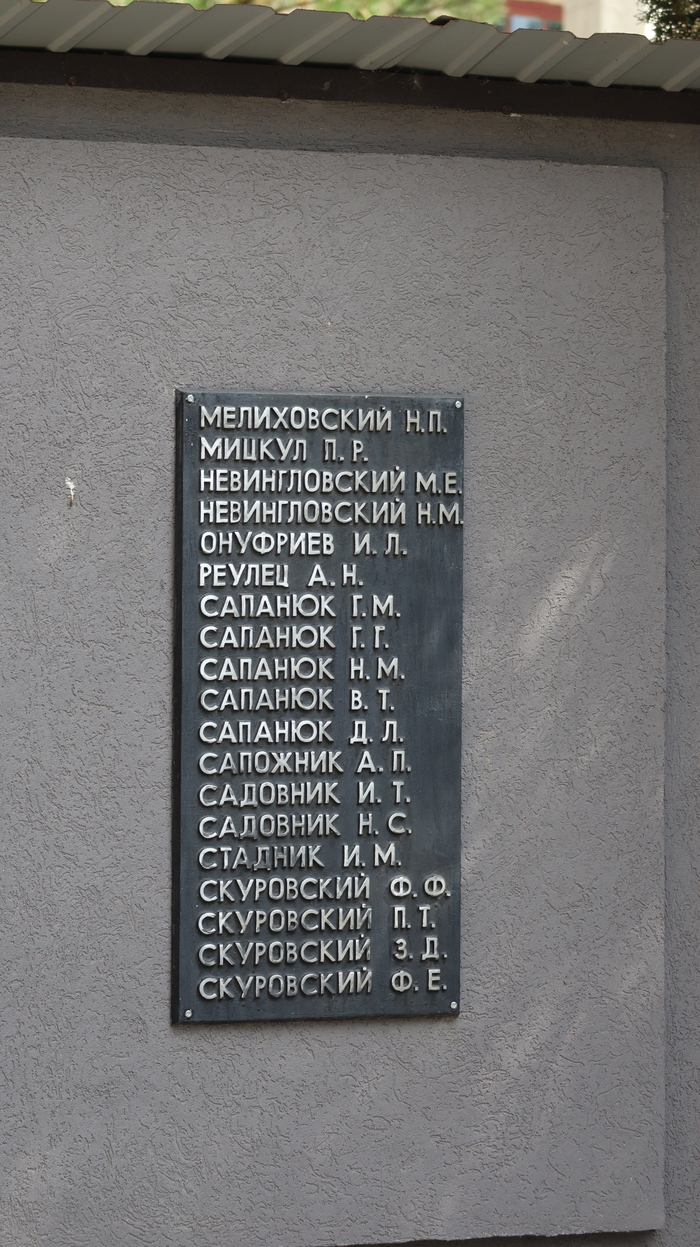 МЕЛИХОВСКИЙ Н.П.
МИЦКУЛ П. Р.
НЕВИНГЛОВСКИЙ М.Е.
НЕВИНГЛОВСКИЙ Н.М.
ОНУФРИЕВ И. Л.
РЕУЛЕЦ А. Н.
САПАНЮК Г. М.
САПАНЮК Г. Г.
САПАНЮК Н. М.
САПАНЮК В. Т.
САПАНЮК Д. Л.
САПОЖНИК А. П.
САДОВНИК И. Т.
САДОВНИК Н. С.
СТАДНИК И. М.
СКУРОВСКИЙ Ф. Ф.
СКУРОВСКИЙ П. Т.
СКУРОВСКИЙ З. Д.
СКУРОВСКИЙ Ф. Е.